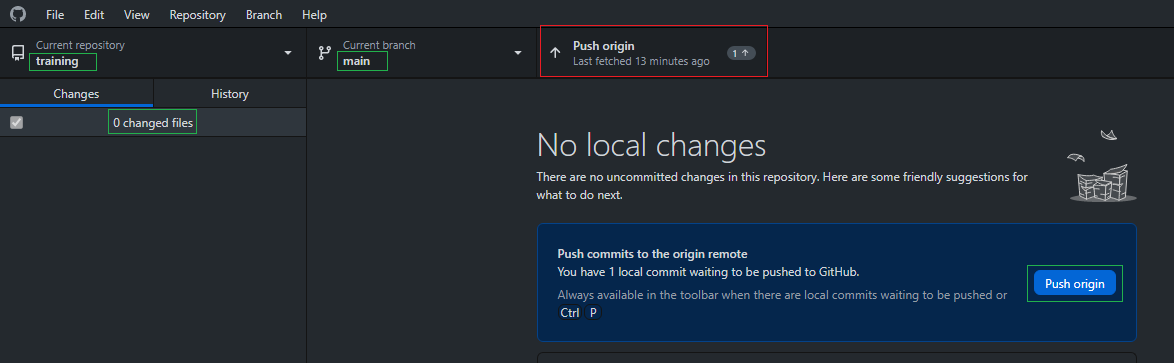 File Edit View Repository Branch Help
Current repository
training
Current branch
main
Push origin
Last fetched 13 minutes ago
1
Changes
History
0 changed files
No local changes
There are no uncommitted changes in this repository. Here are some friendly suggestions for
what to do next.
Push commits to the origin remote
You have 1 local commit waiting to be pushed to GitHub.
Always available in the toolbar when there are local commits waiting to be pushed or
Ctrl P
Push origin